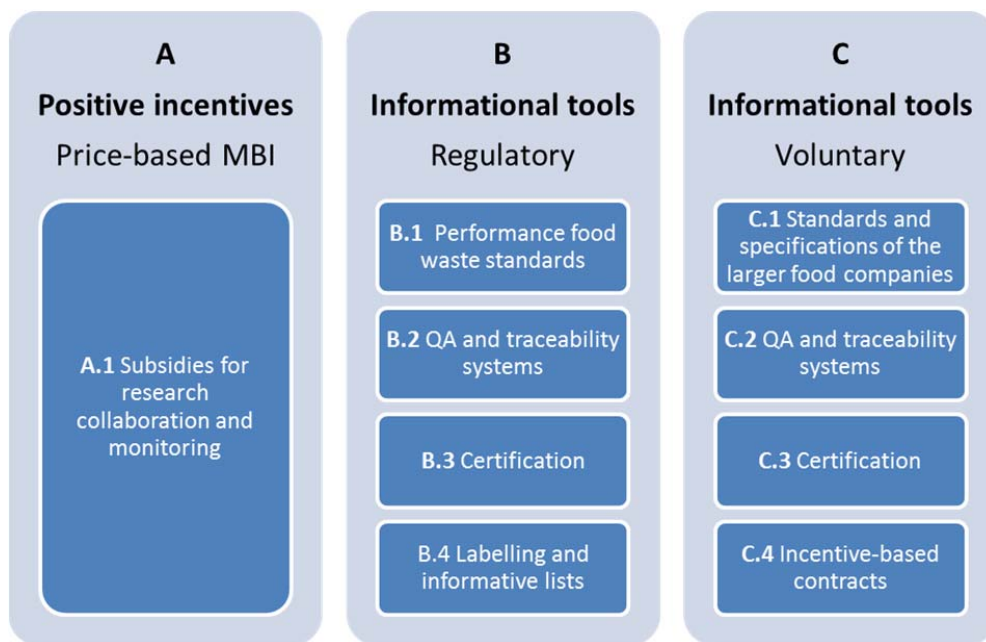 A
Positive incentives
Price-based MBI
A.1 Subsidies for
research
collaboration and
monitoring
B
Informational tools
Regulatory
B.1 Performance food
waste standards
B.2 QA and traceability
systems
B.3 Certification
B.4 Labelling and
informative lists
C
Informational tools
Voluntary
C.1 Standards and
specifications of the
larger food companies
C.2 QA and traceability
systems
C.3 Certification
C.4 Incentive-based
contracts